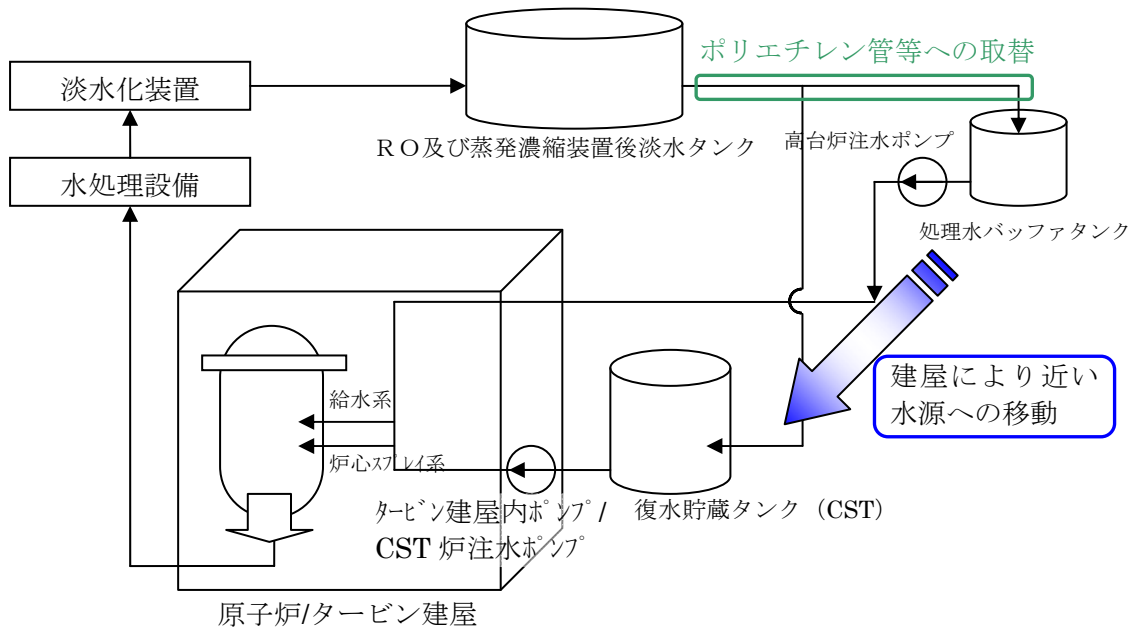 ポリエチレン管等への取替
淡水化装置
RO及び蒸発濃縮装置後淡水タンク
高台炉注水ポンプ
水処理設備
処理水バッファタンク
建屋により近い
水源への移動
給水系
炉心ｽﾌﾟﾚｲ系
ﾀｰﾋﾞﾝ建屋内ﾎﾟﾝﾌﾟ/
CST 炉注水ﾎﾟﾝﾌﾟ
復水貯蔵タンク（CST）
原子炉/タービン建屋